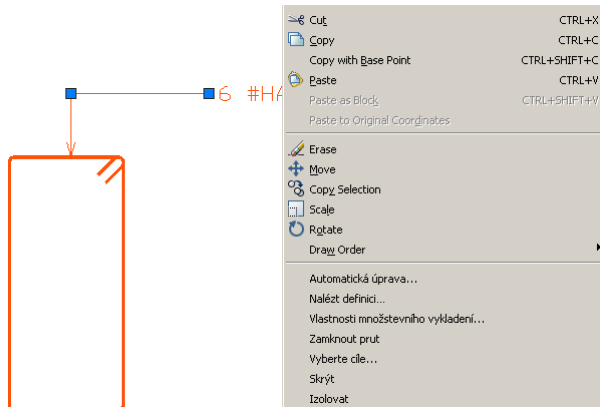 6 #HA
Cut CTRL+X
Copy CTRL+C
Copy with Base Point CTRL+SHIFT+C
Paste CTRL+V
Paste as Block CTRL+SHIFT+V
Paste to Original Coordinates
Erase
Move
Copy Selection
Scale
Rotate
Draw Order
Automatická úprava...
Nalézt definici...
Vlastnosti množstevního vykladení...
Zamknout prut
Vyberte cíle...
Skrýt
Izolovat